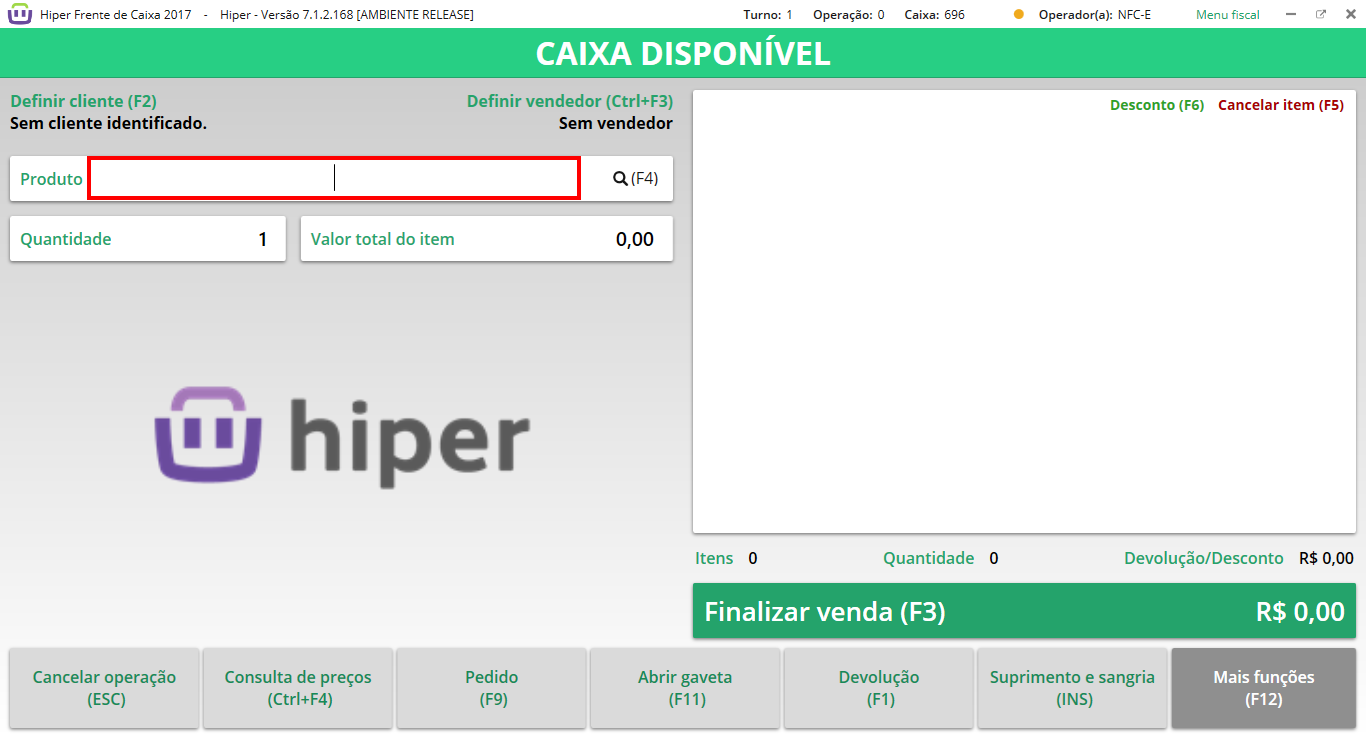 Hiper Frente de Caixa 2017 - Hiper - Versão 7.1.2.168 [AMBIENTE RELEASE] Turno: 1 Operação: 0 Caixa: 696 Operador(a): NFC-E Menu fiscal
CAIXA DISPONÍVEL
Definir cliente (F2) Definir vendedor (Ctrl+F3)
Sem cliente identificado. Sem vendedor
Produto (F4)
Quantidade 1 Valor total do item 0,00
hiper
Desconto (F6) Cancelar item (F5)
Itens 0 Quantidade 0 Devolução/Desconto R$ 0,00
Finalizar venda (F3) R$ 0,00
Cancelar operação
(ESC)
Consulta de preços
(Ctrl+F4)
Pedido
(F9)
Abrir gaveta
(F11)
Devolução
(F1)
Suprimento e sangria
(INS)
Mais funções
(F12)